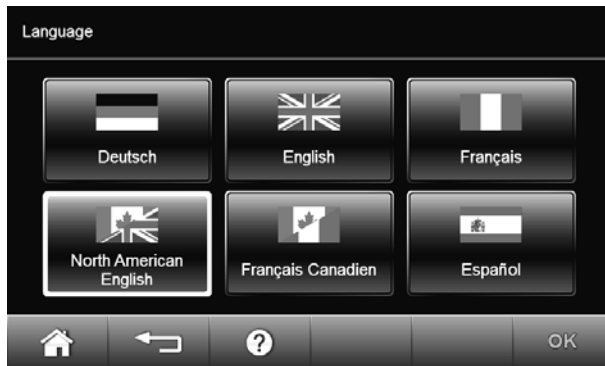 Language
Deutsch
English
Français
North American
English
Français Canadien
Español
?
OK